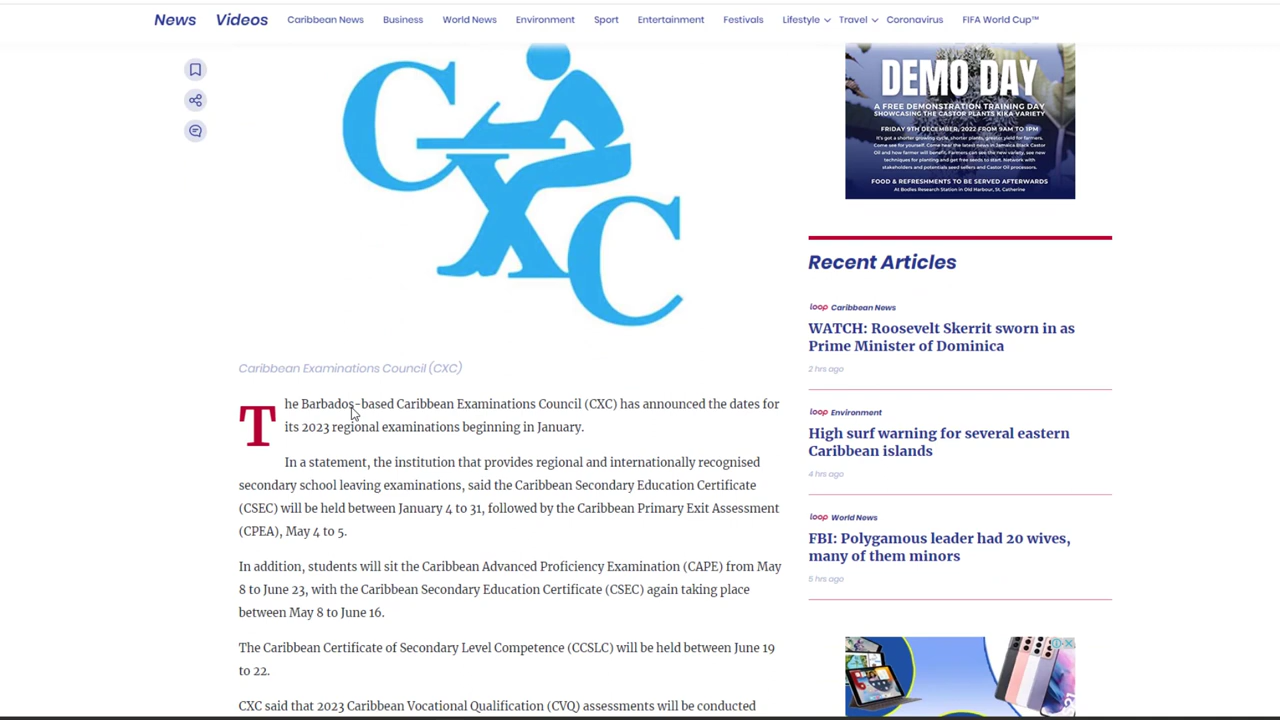 News Videos Caribbean News Business World News Environment Sport Entertainment Festivals Lifestyle Travel Coronavirus FIFA World Cup™
CXC
Caribbean Examinations Council (CXC)
The Barbados-based Caribbean Examinations Council (CXC) has announced the dates for
its 2023 regional examinations beginning in January.
In a statement, the institution that provides regional and internationally recognised
secondary school leaving examinations, said the Caribbean Secondary Education Certificate
(CSEC) will be held between January 4 to 31, followed by the Caribbean Primary Exit Assessment
(CPEA), May 4 to 5.
In addition, students will sit the Caribbean Advanced Proficiency Examination (CAPE) from May
8 to June 23, with the Caribbean Secondary Education Certificate (CSEC) again taking place
between May 8 to June 16.
The Caribbean Certificate of Secondary Level Competence (CCSLC) will be held between June 19
to 22.
CXC said that 2023 Caribbean Vocational Qualification (CVQ) assessments will be conducted
DEMO DAY
A FREE DEMONSTRATION TRAINING DAY
SHOWCASING THE CASTOR PLANTS KIKA VARIETY
FRIDAY 9TH DECEMBER, 2022 FROM 9AM TO 1PM
It's got a shorter growing cycle, shorter plants, greater yield for farmers.
Come see for yourself. Come hear the latest news in Jamaica Black Castor
Oil and how farmer will benefit. Farmers can see the new variety, see new
techniques for planting and get free seeds to start. Network with
stakeholders and potentials seed sellers and Castor Oil processors.
FOOD & REFRESHMENTS TO BE SERVED AFTERWARDS
At Bodles Research Station in Old Harbour, St. Catherine
Recent Articles
loop Caribbean News
WATCH: Roosevelt Skerrit sworn in as
Prime Minister of Dominica
2 hrs ago
loop Environment
High surf warning for several eastern
Caribbean islands
4 hrs ago
loop World News
FBI: Polygamous leader had 20 wives,
many of them minors
5 hrs ago